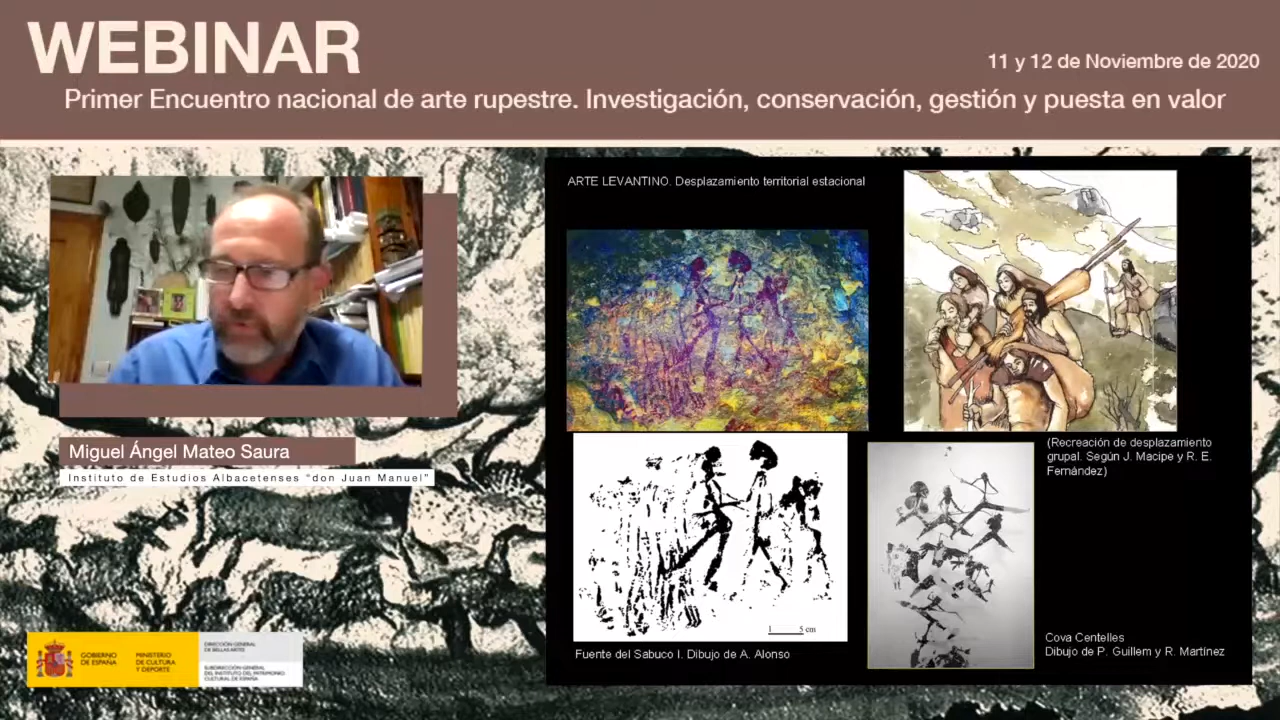 WEBINAR
11 y 12 de Noviembre de 2020
Primer Encuentro nacional de arte rupestre. Investigación, conservación, gestión y puesta en valor
ARTE LEVANTINO. Desplazamiento territorial estacional
(Recreación de desplazamiento
grupal. Según J. Macipe y R. E.
Fernández)
Miguel Ángel Mateo Saura
Instituto de Estudios Albacetenses "don Juan Manuel"
1 5 cm
Fuente del Sabuco I. Dibujo de A. Alonso
Cova Centelles
Dibujo de P. Guillem y R. Martínez
GOBIERNO
DE ESPAÑA
MINISTERIO
DE CULTURA
Y DEPORTE
DIRECCIÓN GENERAL
DE BELLAS ARTES
SUBDIRECCIÓN GENERAL
DEL INSTITUTO DEL PATRIMONIO
CULTURAL DE ESPAÑA